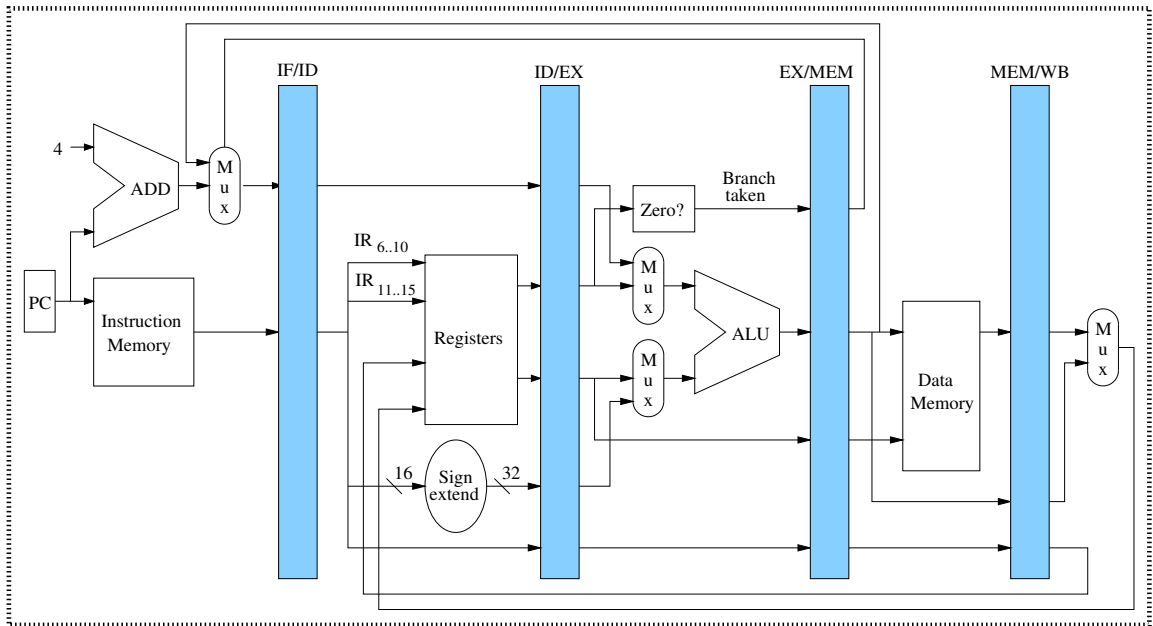 IF/ID
ID/EX
EX/MEM
MEM/WB
4
ADD
M
u
x
Branch
taken
Zero?
IR 6..10
IR 11..15
PC
Instruction
Memory
Registers
M
u
x
ALU
M
u
x
Data
Memory
M
u
x
16
Sign
extend
32